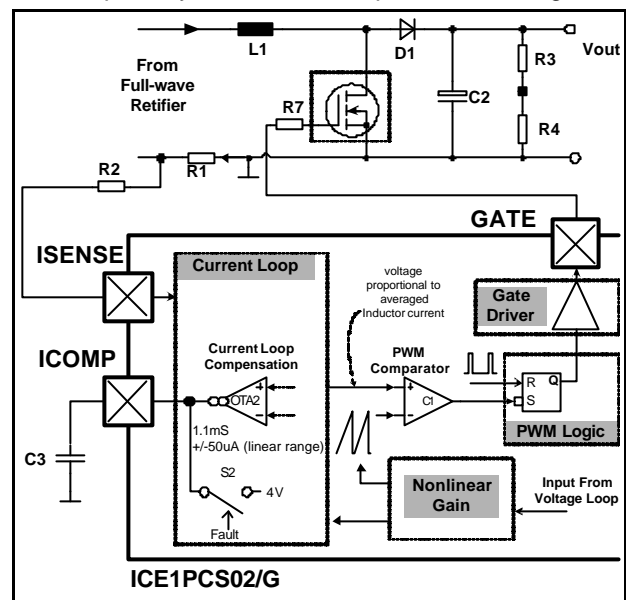 L1
D1
R3
Vout
From
Full-wave
Retifier
R7
C2
R4
R2
R1
GATE
ISENSE
Current Loop
voltage
proportional to
averaged
Inductor current
Gate
Driver
ICOMP
Current Loop
Compensation
PWM
Comparator
OTA2
+
-
+
-
C1
R
Q
S
PWM Logic
1.1mS
+/-50uA (linear range)
C3
S2
4V
Nonlinear
Gain
Input From
Voltage Loop
Fault
ICE1PCS02/G